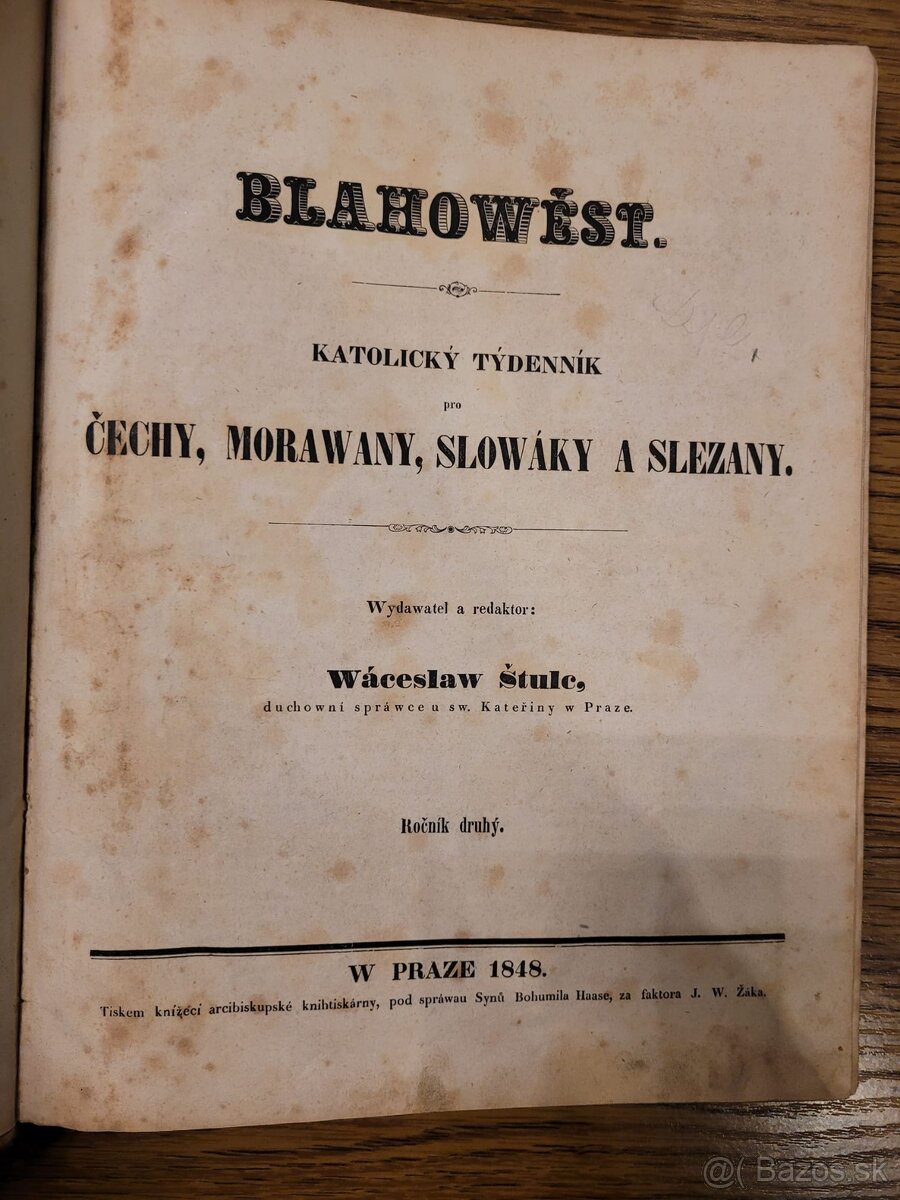 BLAHOWĚST.
KATOLICKÝ TÝDENNÍK
pro
ČECHY, MORAWANY, SLOWÁKY A SLEZANY.
Wydawatel a redaktor:
Wáceslaw Štulc,
duchowní spráwce u sw. Kateřiny w Praze.
Ročník druhý.
W PRAZE 1848.
Tiskem knížecí arcibiskupské knihtiskárny, pod spráwau Synů Bohumila Haase, za faktora J. W. Žáka.
@( Bazos.sk